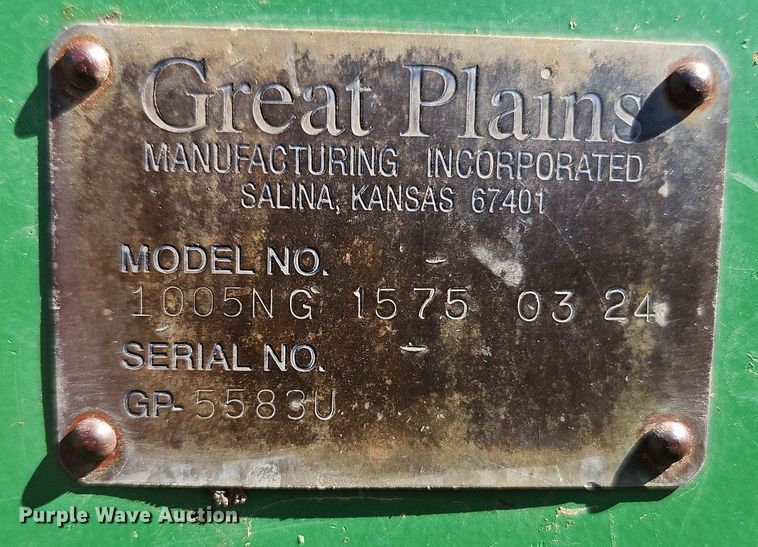 Great Plains
MANUFACTURING INCORPORATED
SALINA, KANSAS 67401
MODEL NO.
1005NG 1575 03 24
SERIAL NO.
GP-5583U
Purple Wave Auction